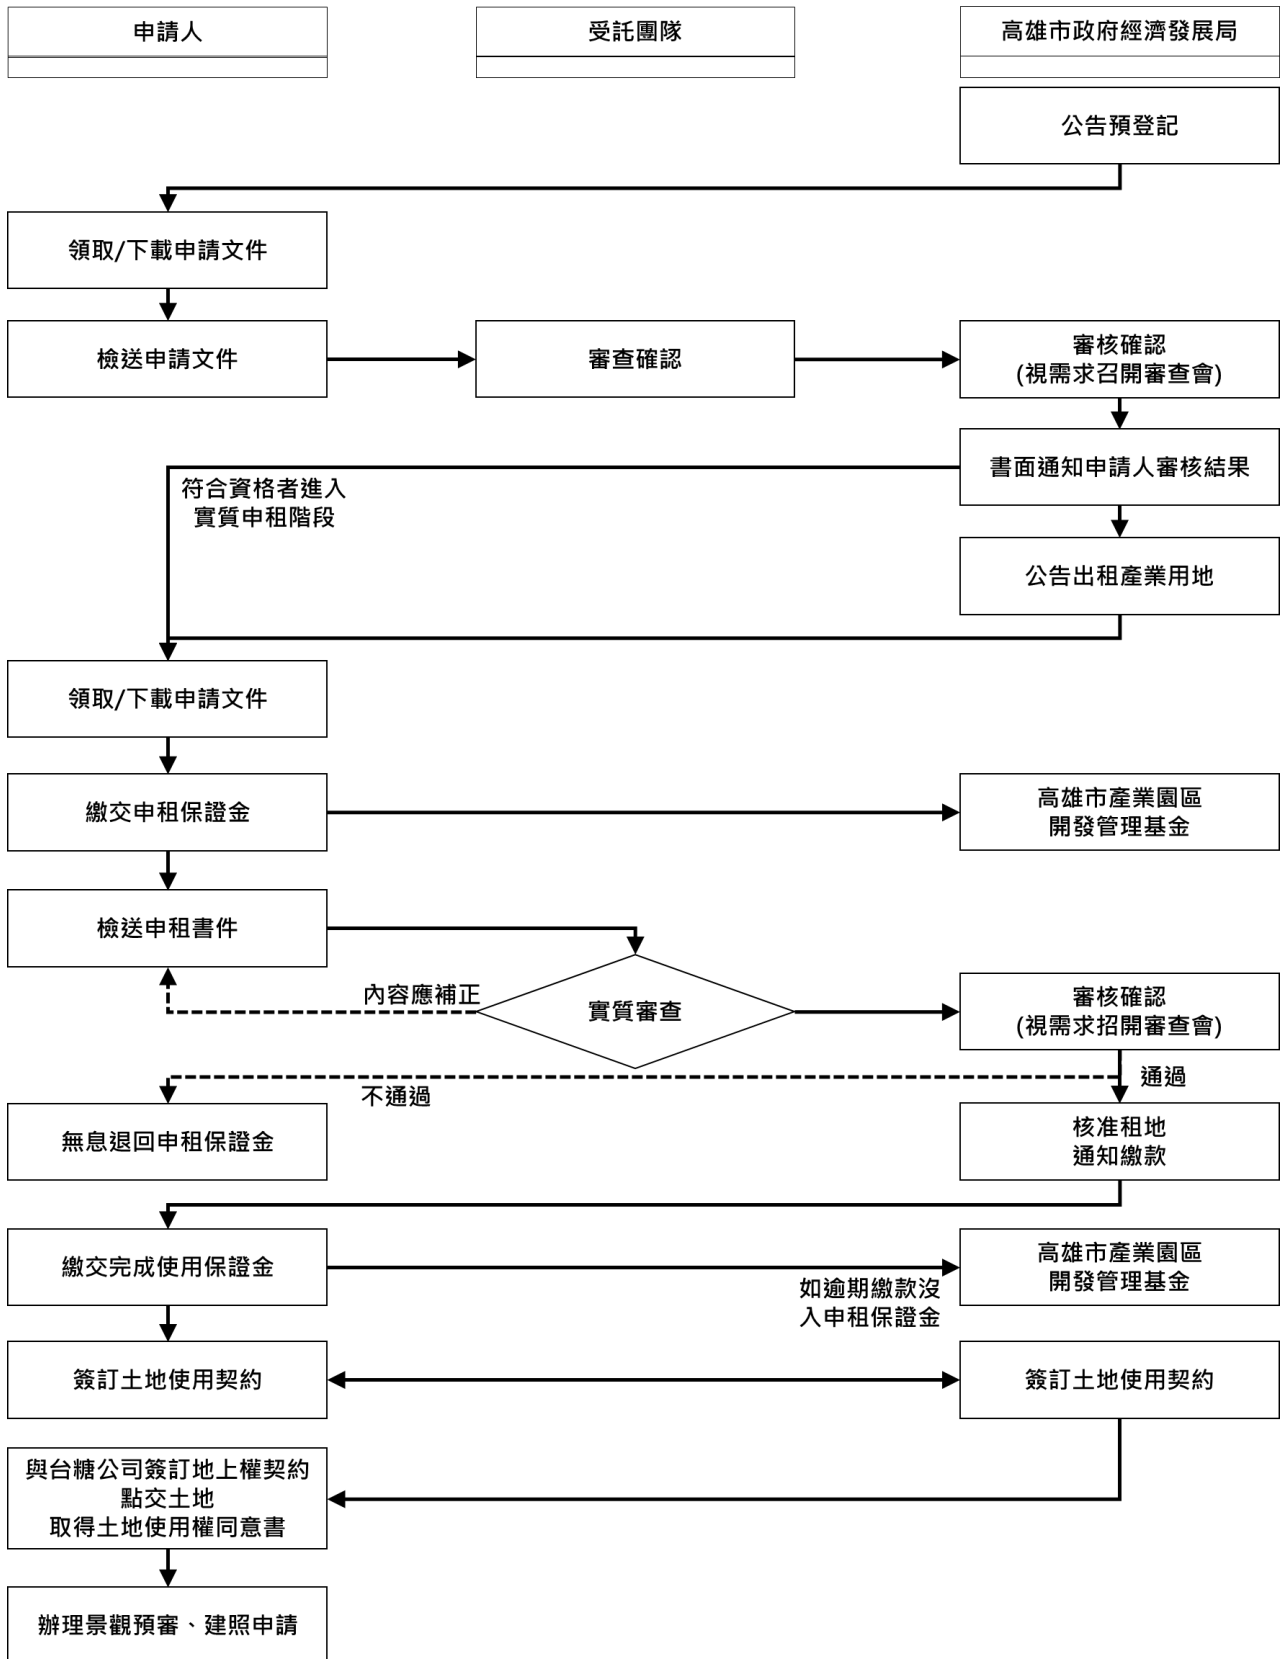 申請人
受託團隊
高雄市政府經濟發展局
公告預登記
領取/下載申請文件
檢送申請文件
審查確認
審核確認
(視需求召開審查會)
書面通知申請人審核結果
符合資格者進入
實質申租階段
公告出租產業用地
領取/下載申請文件
繳交申租保證金
高雄市產業園區
開發管理基金
檢送申租書件
內容應補正
實質審查
審核確認
(視需求招開審查會)
不通過
通過
無息退回申租保證金
核准租地
通知繳款
繳交完成使用保證金
高雄市產業園區
開發管理基金
如逾期繳款沒
入申租保證金
簽訂土地使用契約
簽訂土地使用契約
與台糖公司簽訂地上權契約
點交土地
取得土地使用權同意書
辦理景觀預審、建照申請